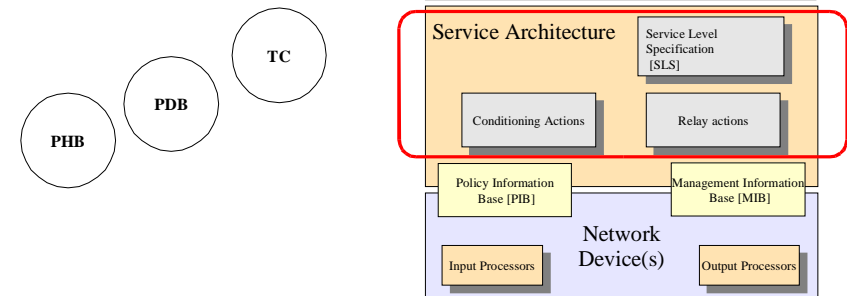 TC
PDB
PHB
Service Architecture
Service Level
Specification
[SLS]
Conditioning Actions
Relay actions
Policy Information
Base [PIB]
Management Information
Base [MIB]
Network
Device(s)
Input Processors
Output Processors